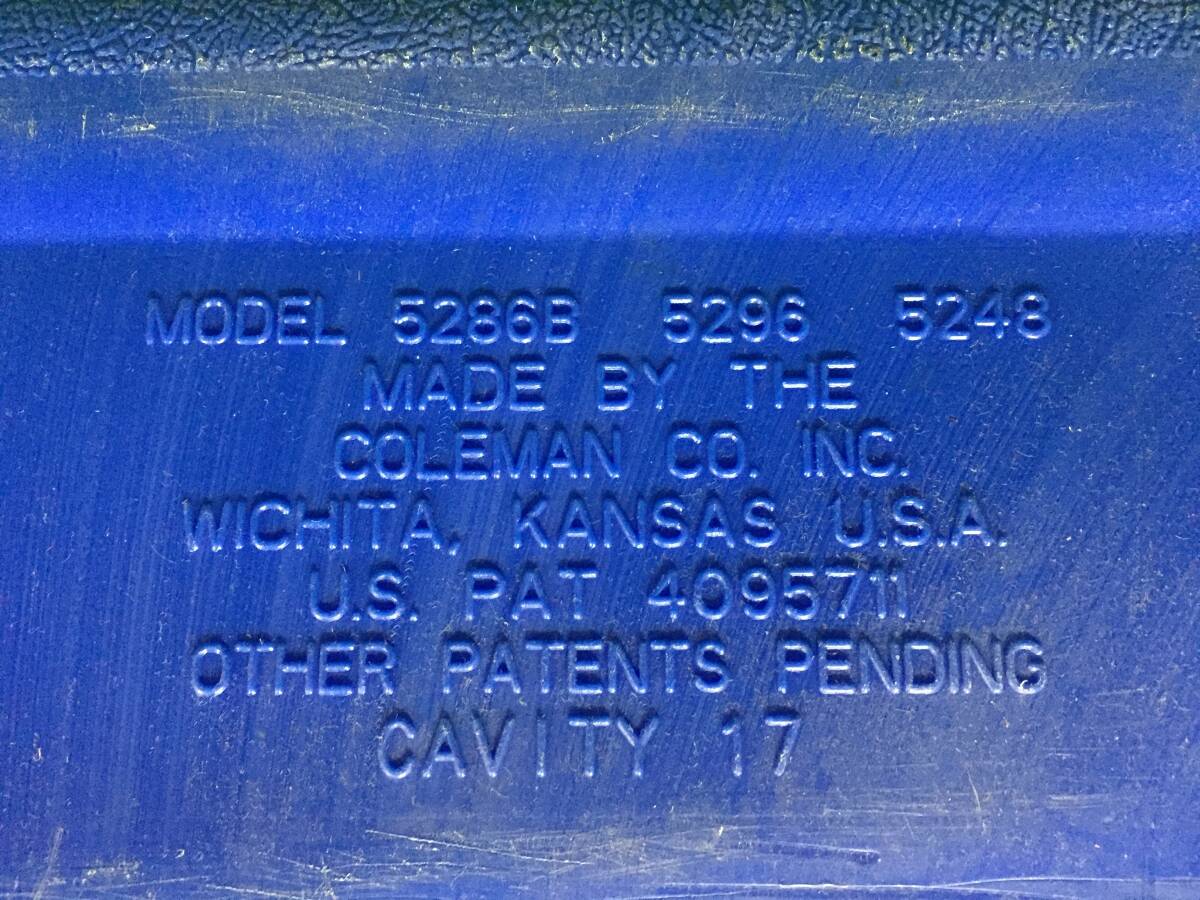 MODEL 5286B 5296 5248
MADE BY THE
COLEMAN CO. INC.
WICHITA, KANSAS U.S.A.
U.S. PAT 4095711
OTHER PATENTS PENDING
CAVITY 17